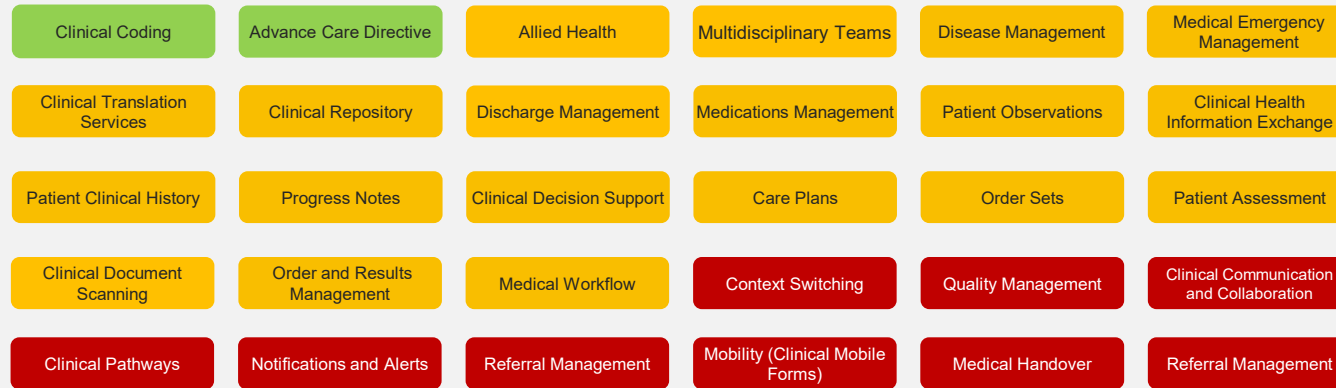 Clinical Coding
Advance Care Directive
Allied Health
Multidisciplinary Teams
Disease Management
Medical Emergency
Management
Clinical Translation
Services
Clinical Repository
Discharge Management
Medications Management
Patient Observations
Clinical Health
Information Exchange
Patient Clinical History
Progress Notes
Clinical Decision Support
Care Plans
Order Sets
Patient Assessment
Clinical Document
Scanning
Order and Results
Management
Medical Workflow
Context Switching
Quality Management
Clinical Communication
and Collaboration
Clinical Pathways
Notifications and Alerts
Referral Management
Mobility (Clinical Mobile
Forms)
Medical Handover
Referral Management